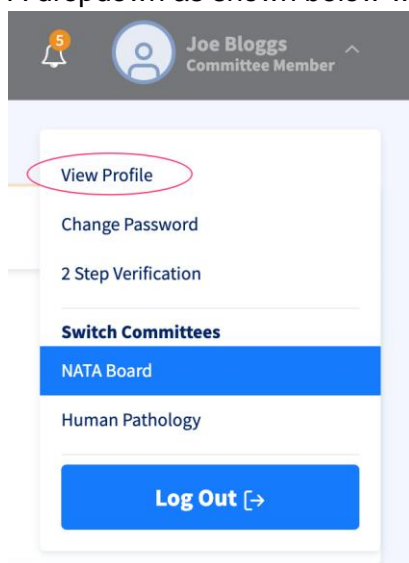 5
Joe Bloggs
Committee Member
View Profile
Change Password
2 Step Verification
Switch Committees
NATA Board
Human Pathology
Log Out